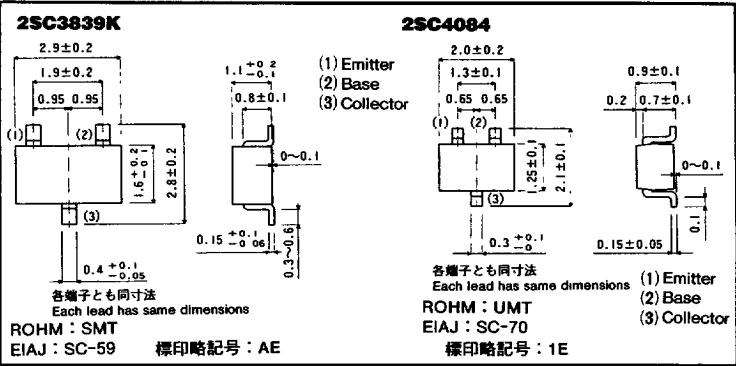 2SC3839K
2.9±0.2
1.9±0.2
0.95 0.95
(1) (2)
1.6 +0.2 -0.1
2.8±0.2
(3)
0.4 +0.1 -0.05
各端子とも同寸法
Each lead has same dimensions
ROHM：SMT
EIAJ：SC-59
標印略記号：AE
1.1 +0.2 -0.1
0.8±0.1
0～0.1
0.15 +0.1 -0.06
0.3～0.6
(1) Emitter
(2) Base
(3) Collector
2SC4084
2.0±0.2
1.3±0.1
0.65 0.65
(1) (2)
1.25±0.1
2.1±0.1
(3)
0.3 +0.1 -0
各端子とも同寸法
Each lead has same dimensions
ROHM：UMT
EIAJ：SC-70
標印略記号：1E
0.9±0.1
0.2 0.7±0.1
0～0.1
0.1
0.15±0.05
(1) Emitter
(2) Base
(3) Collector